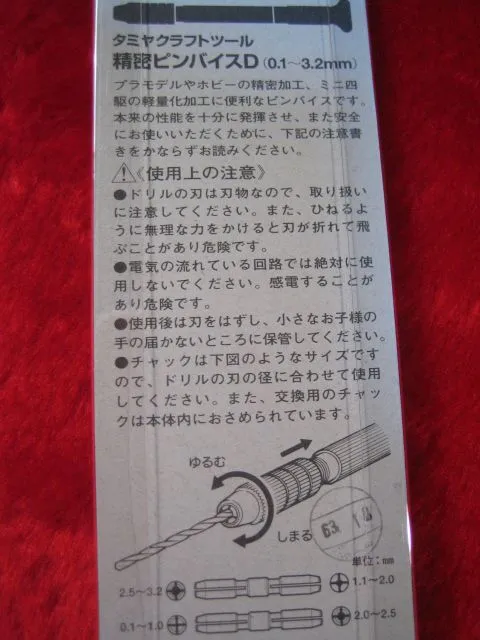 タミヤクラフトツール
精密ピンバイスD(0.1〜3.2mm)
プラモデルやホビーの精密加工、ミニ四
駆の軽量化加工に便利なピンバイスです。
本来の性能を十分に発揮させ、また安全
にお使いいただくために、下記の注意書
きをかならずお読みください。
⚠《使用上の注意》
●ドリルの刃は刃物なので、取り扱い
に注意してください。また、ひねるよ
うに無理な力をかけると刃が折れて飛
ぶことがあり危険です。
●電気の流れている回路では絶対に使
用しないでください。感電することが
あり危険です。
●使用後は刃をはずし、小さなお子様の
手の届かないところに保管してください。
●チャックは下図のようなサイズです
ので、ドリルの刃の径に合わせて使用
してください。また、交換用のチャッ
クは本体内におさめられています。
ゆるむ
しまる
単位:mm
2.5〜3.2
1.1〜2.0
0.1〜1.0
2.0〜2.5